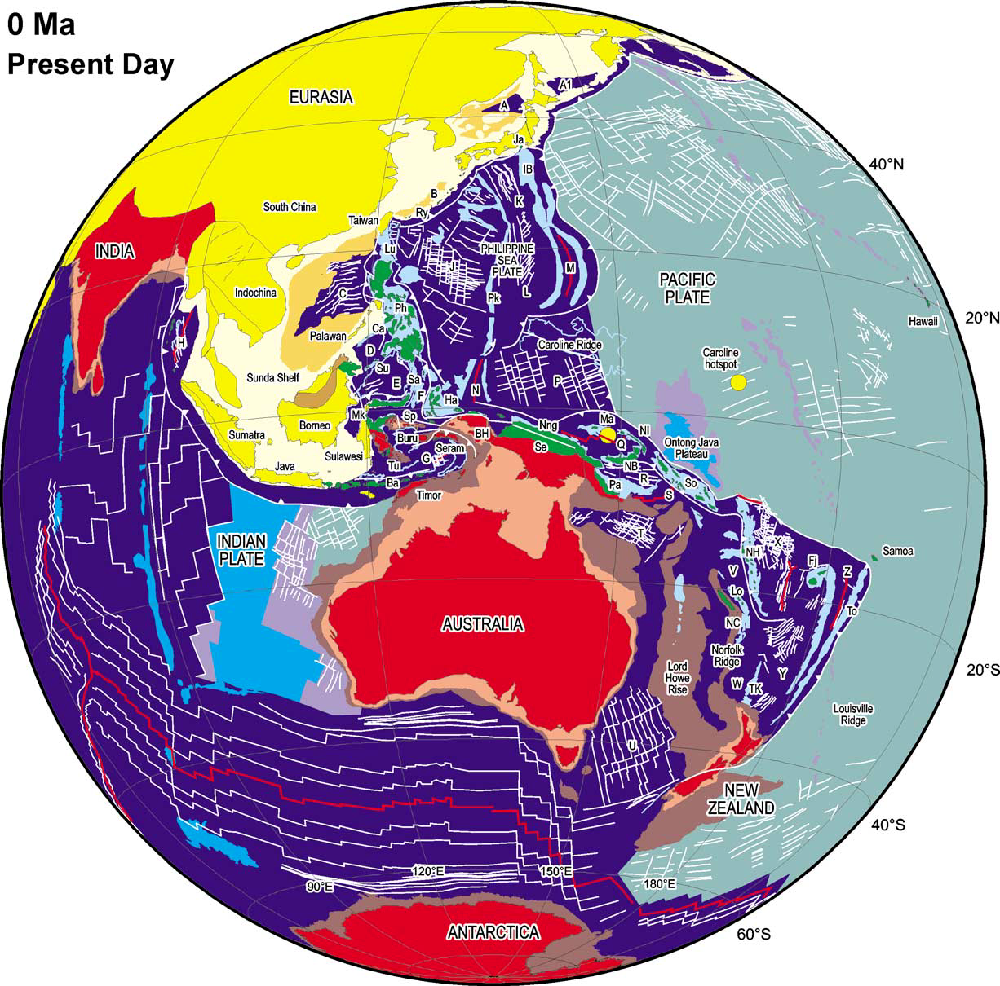 0 Ma
Present Day
EURASIA
A
A1
Ja
IB
40°N
South China
B
Ry
K
Taiwan
INDIA
Lu
PHILIPPINE
SEA
PLATE
J
M
Indochina
C
L
PACIFIC
PLATE
Pk
Ph
Hawaii
20°N
Palawan
Ca
Caroline Ridge
H
D
Caroline
hotspot
Sunda Shelf
Su
E
Sa
P
F
N
Ha
Mk
Sp
Ma
Borneo
Nng
NI
Sumatra
Buru
BH
Q
Ontong Java
Plateau
Se
Seram
Sulawesi
G
Java
Tu
NB
R
Ba
Pa
So
Timor
S
INDIAN
PLATE
T
X
NH
Samoa
Fj
V
Z
Lo
To
AUSTRALIA
NC
Norfolk
Ridge
Lord
Howe
Rise
20°S
Y
W
TK
Louisville
Ridge
U
NEW
ZEALAND
40°S
90°E
120°E
150°E
180°E
ANTARCTICA
60°S